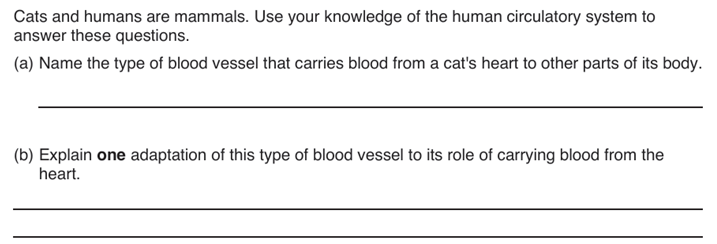 Cats and humans are mammals. Use your knowledge of the human circulatory system to
answer these questions.
(a) Name the type of blood vessel that carries blood from a cat's heart to other parts of its body.
(b) Explain one adaptation of this type of blood vessel to its role of carrying blood from the
heart.